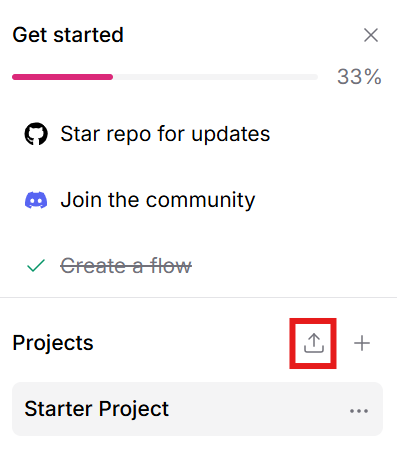 Get started
33%
Star repo for updates
Join the community
Create a flow
Projects
Starter Project